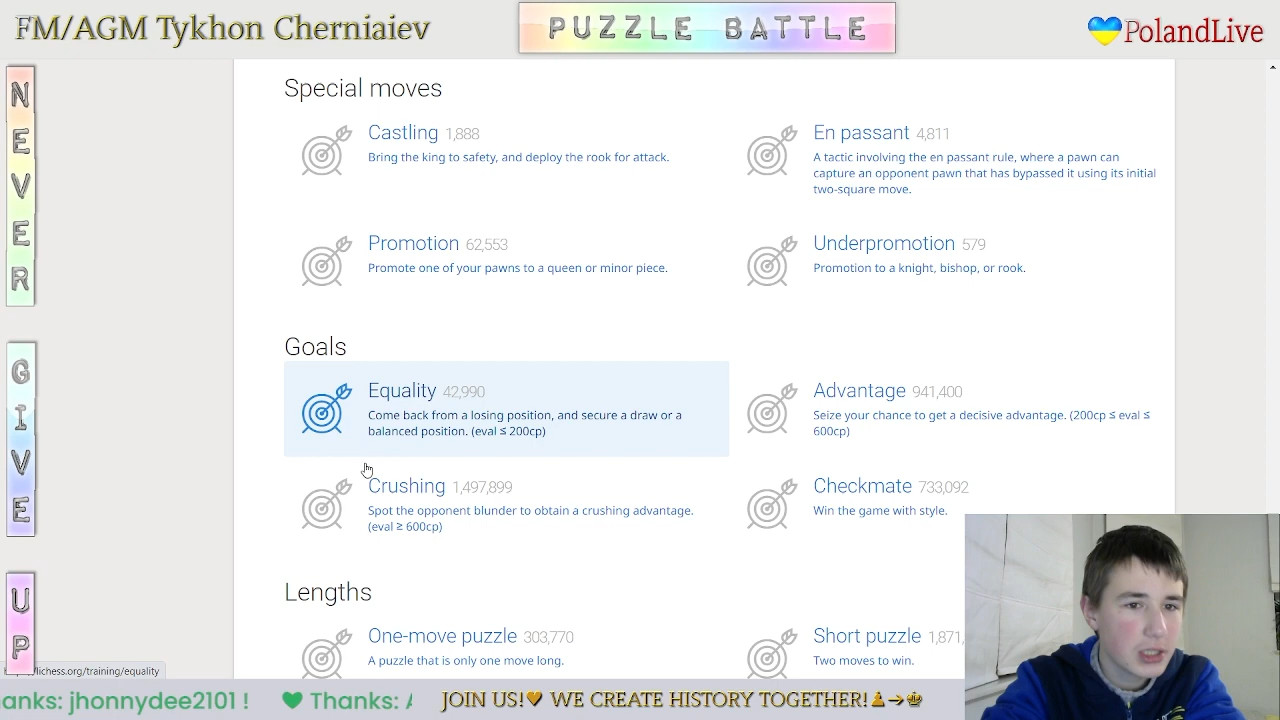 FM/AGM Tykhon Cherniaiev
PUZZLE BATTLE
PolandLive
NEVER
GIVE
UP
Special moves
Castling 1,888
Bring the king to safety, and deploy the rook for attack.
En passant 4,811
A tactic involving the en passant rule, where a pawn can
capture an opponent pawn that has bypassed it using its initial
two-square move.
Promotion 62,553
Promote one of your pawns to a queen or minor piece.
Underpromotion 579
Promotion to a knight, bishop, or rook.
Goals
Equality 42,990
Come back from a losing position, and secure a draw or a
balanced position. (eval ≤ 200cp)
Advantage 941,400
Seize your chance to get a decisive advantage. (200cp ≤ eval ≤
600cp)
Crushing 1,497,899
Spot the opponent blunder to obtain a crushing advantage.
(eval ≥ 600cp)
Checkmate 733,092
Win the game with style.
Lengths
One-move puzzle 303,770
A puzzle that is only one move long.
Short puzzle 1,871,
Two moves to win.
/lichess.org/training/equality
anks: jhonnydee2101 ! Thanks:
JOIN US! WE CREATE HISTORY TOGETHER!